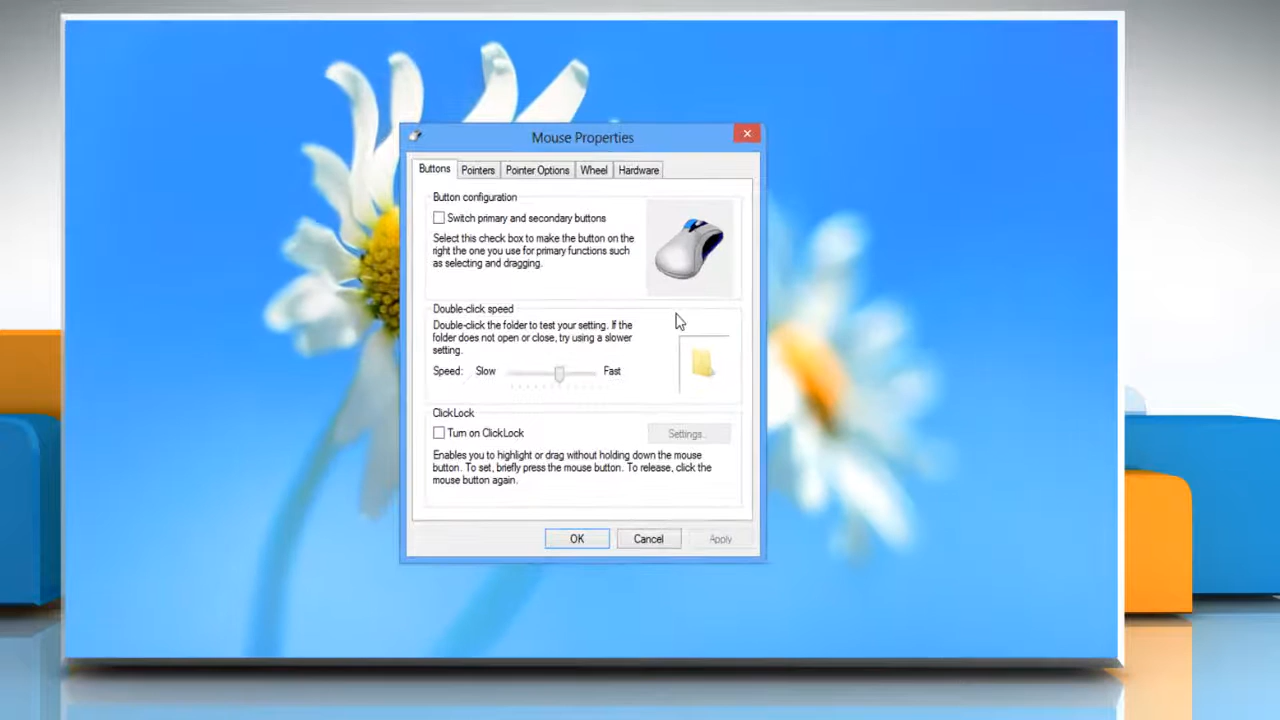 Mouse Properties
Buttons Pointers Pointer Options Wheel Hardware
Button configuration
Switch primary and secondary buttons
Select this check box to make the button on the
right the one you use for primary functions such
as selecting and dragging.
Double-click speed
Double-click the folder to test your setting. If the
folder does not open or close, try using a slower
setting.
Speed: Slow Fast
ClickLock
Turn on ClickLock Settings...
Enables you to highlight or drag without holding down the mouse
button. To set, briefly press the mouse button. To release, click the
mouse button again.
OK Cancel Apply